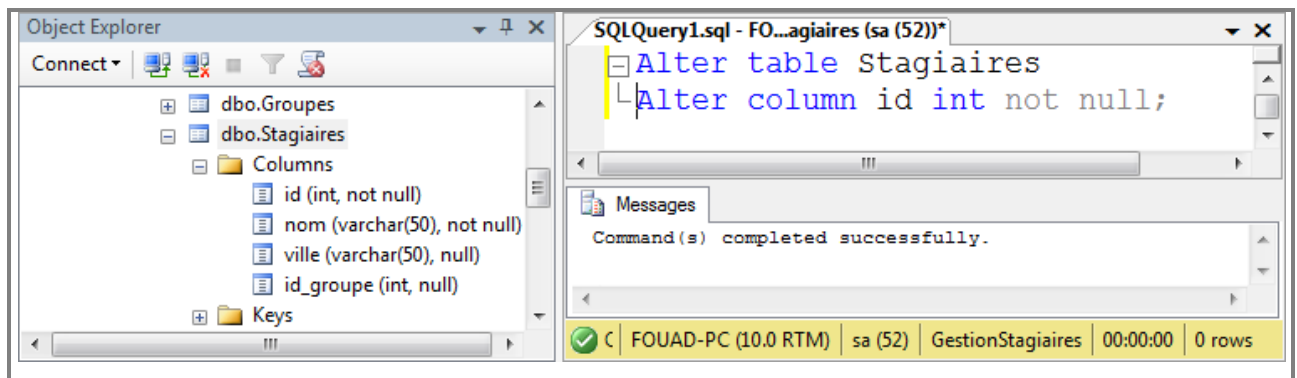 Object Explorer
Connect
dbo.Groupes
dbo.Stagiaires
Columns
id (int, not null)
nom (varchar(50), not null)
ville (varchar(50), null)
id_groupe (int, null)
Keys
SQLQuery1.sql - FO...agiaires (sa (52))*
Alter table Stagiaires
Alter column id int not null;
Messages
Command(s) completed successfully.
C FOUAD-PC (10.0 RTM) sa (52) GestionStagiaires 00:00:00 0 rows